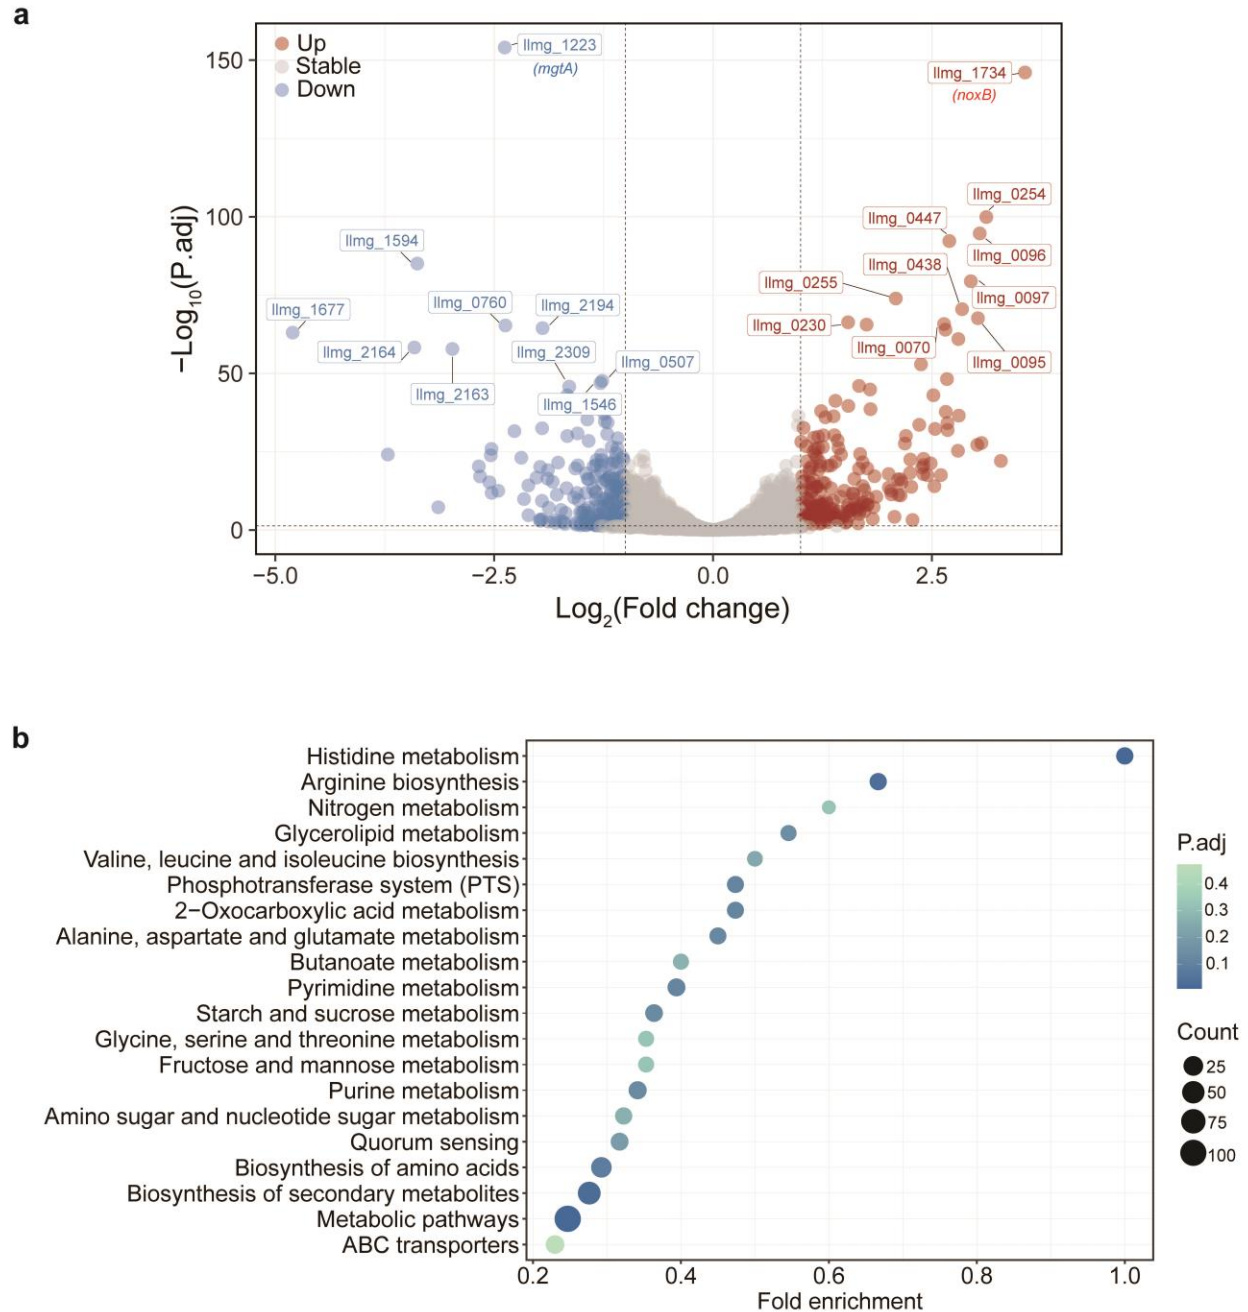 a
Up
Stable
Down
llmg_1223
(mgtA)
llmg_1734
(noxB)
llmg_0254
llmg_0447
llmg_0096
llmg_1594
llmg_0438
llmg_0255
llmg_0097
llmg_0760
llmg_2194
llmg_1677
llmg_0230
llmg_2164
llmg_2309
llmg_0070
llmg_0507
llmg_0095
llmg_2163
llmg_1546
150
100
50
0
−Log10(P.adj)
−5.0 −2.5 0.0 2.5
Log2(Fold change)
b
Histidine metabolism
Arginine biosynthesis
Nitrogen metabolism
Glycerolipid metabolism
Valine, leucine and isoleucine biosynthesis
Phosphotransferase system (PTS)
2−Oxocarboxylic acid metabolism
Alanine, aspartate and glutamate metabolism
Butanoate metabolism
Pyrimidine metabolism
Starch and sucrose metabolism
Glycine, serine and threonine metabolism
Fructose and mannose metabolism
Purine metabolism
Amino sugar and nucleotide sugar metabolism
Quorum sensing
Biosynthesis of amino acids
Biosynthesis of secondary metabolites
Metabolic pathways
ABC transporters
0.2 0.4 0.6 0.8 1.0
Fold enrichment
P.adj
0.4
0.3
0.2
0.1
Count
25
50
75
100